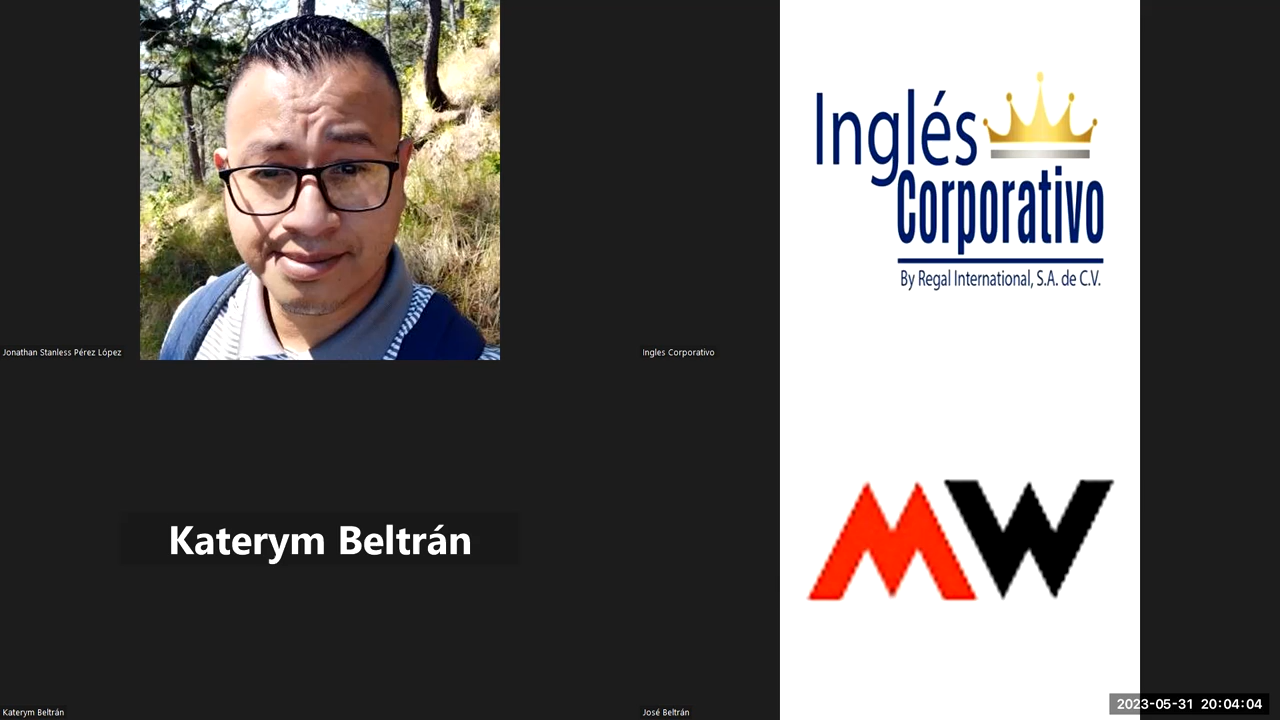 Inglés
Corporativo
By Regal International, S.A. de C.V.
Jonathan Stanless Pérez López
Ingles Corporativo
Katerym Beltrán
MW
Katerym Beltrán
José Beltrán
2023-05-31 20:04:04